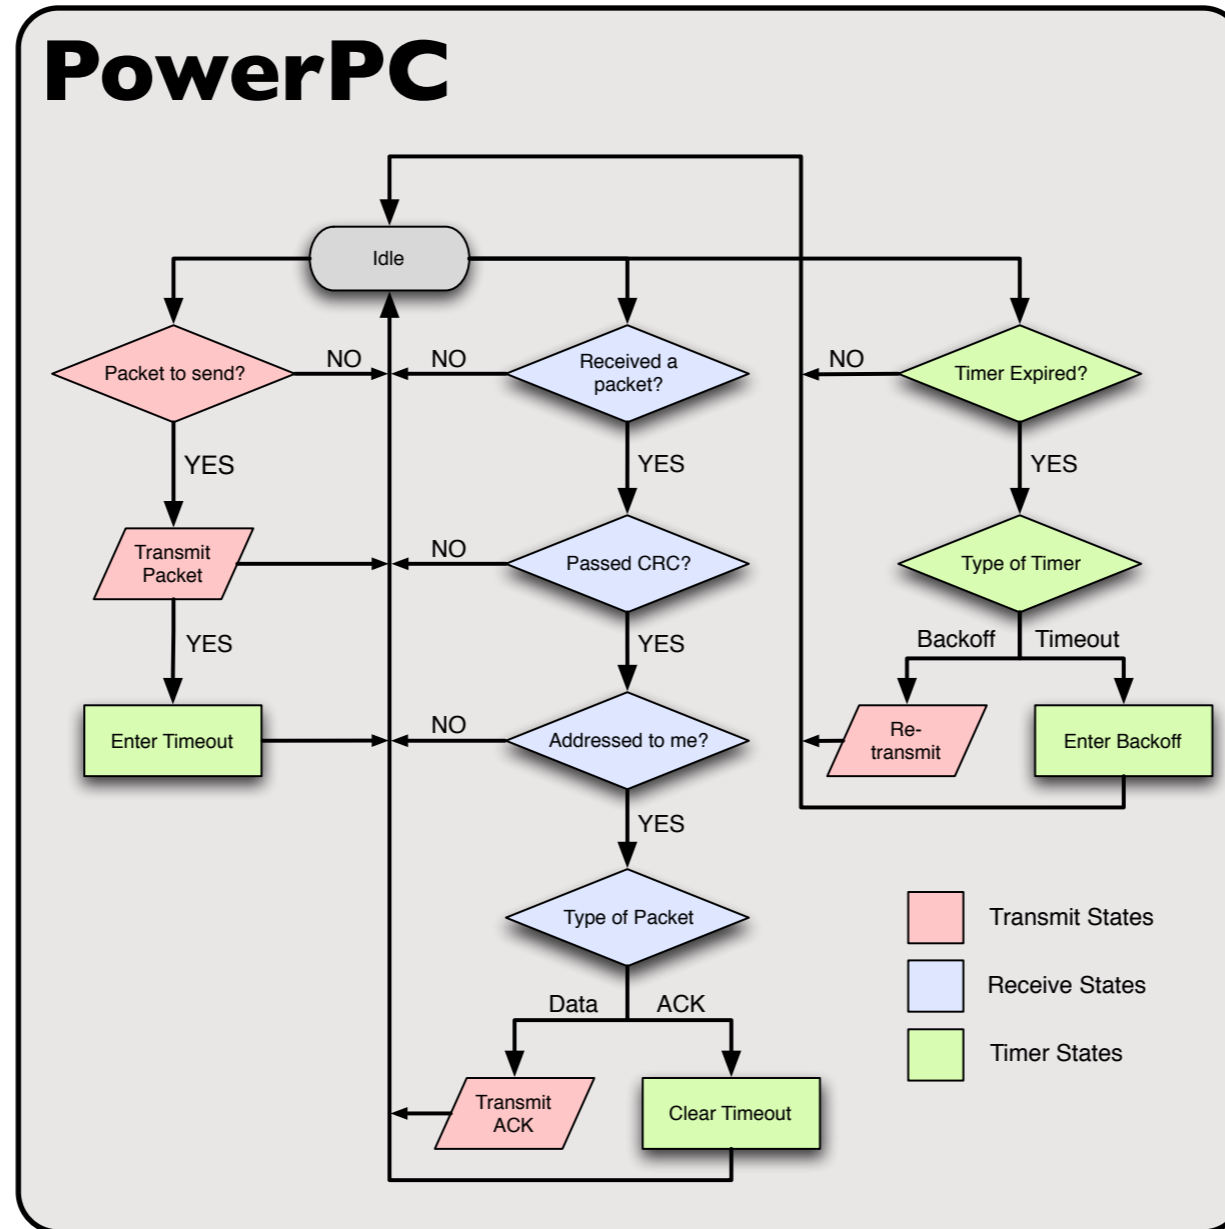 PowerPC
Idle
Packet to send?
NO
NO
Received a
packet?
NO
Timer Expired?
YES
YES
YES
Transmit
Packet
NO
Passed CRC?
Type of Timer
YES
YES
Backoff
Timeout
Enter Timeout
NO
Addressed to me?
Re-
transmit
Enter Backoff
YES
Type of Packet
Transmit States
Receive States
Data
ACK
Timer States
Transmit
ACK
Clear Timeout